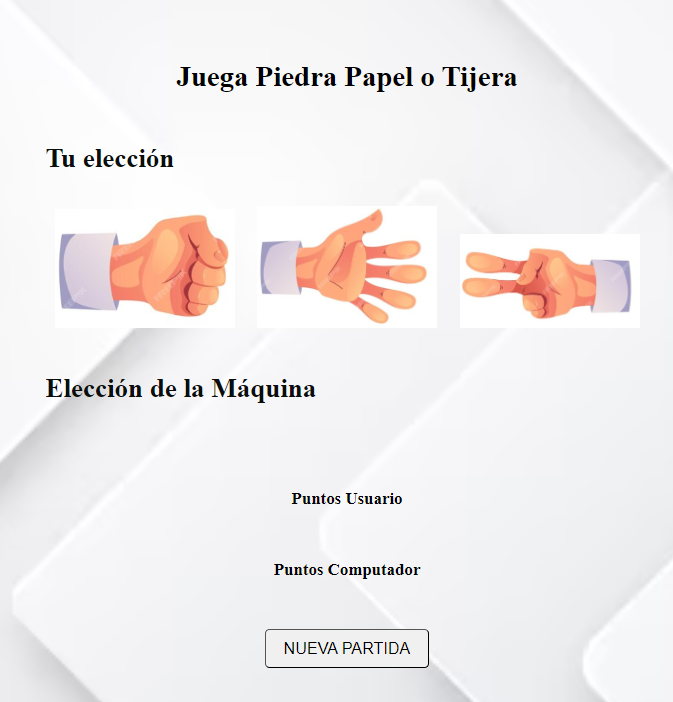 Juega Piedra Papel o Tijera
Tu elección
Elección de la Máquina
Puntos Usuario
Puntos Computador
NUEVA PARTIDA